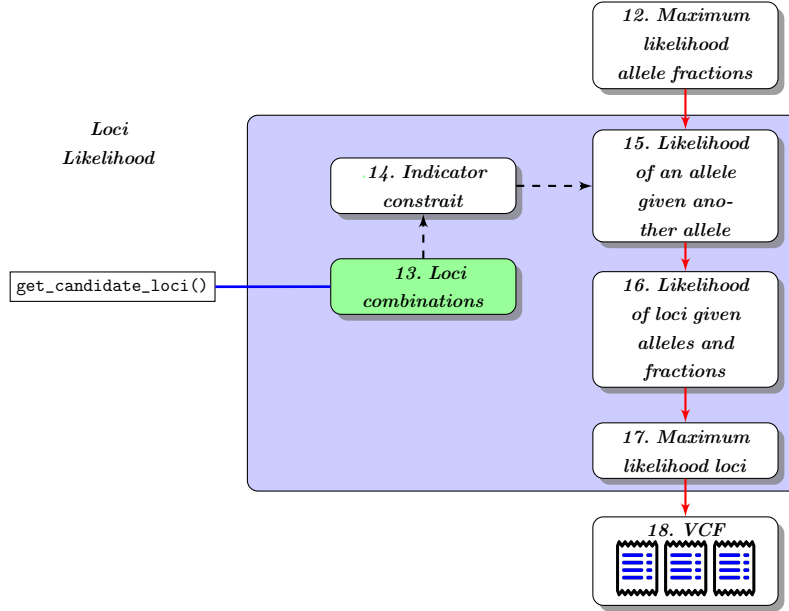 12. Maximum
likelihood
allele fractions
Loci
Likelihood
15. Likelihood
of an allele
given ano-
ther allele
14. Indicator
constrait
13. Loci
combinations
get_candidate_loci()
16. Likelihood
of loci given
alleles and
fractions
17. Maximum
likelihood loci
18. VCF